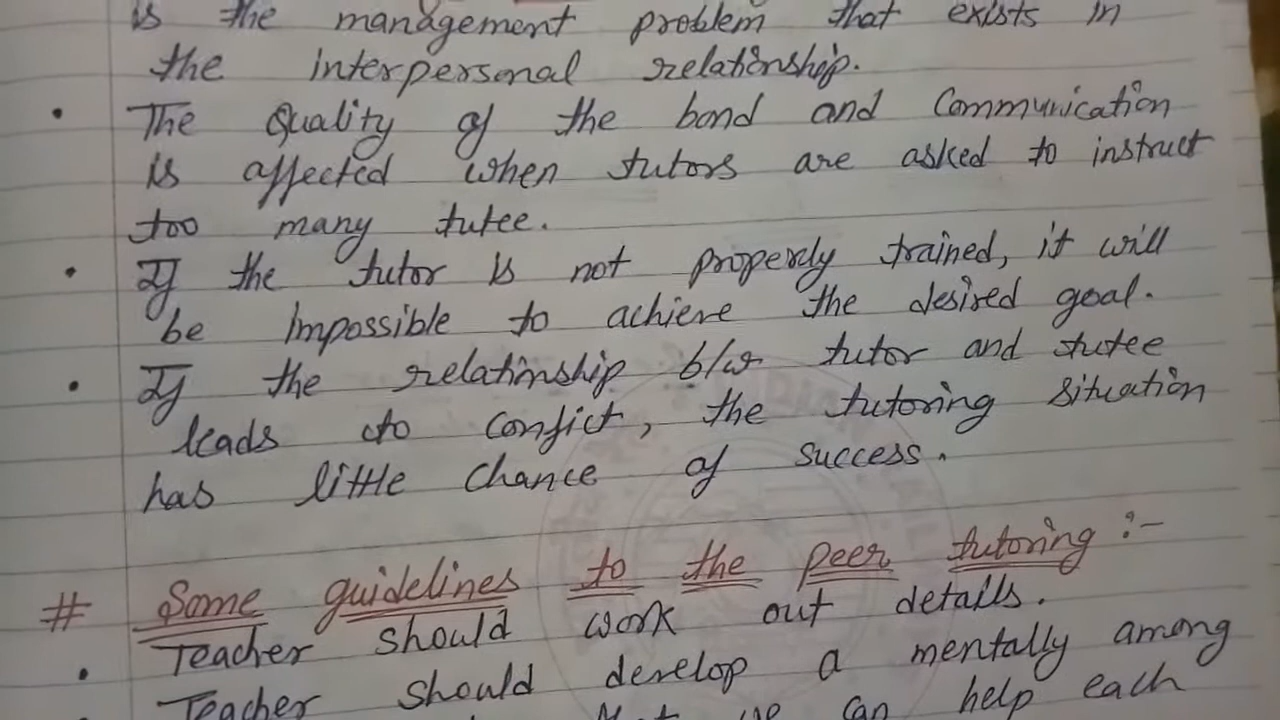 is the management problem that exists in
the interpersonal relationship.
• The Quality of the bond and Communication
is affected when tutors are asked to instruct
too many tutee.
• If the tutor is not properly trained, it will
be Impossible to achieve the desired goal.
• If the relationship b/w tutor and tutee
leads to confict, the tutoring situation
has little chance of success.
# Some guidelines to the peer tutoring :-
• Teacher should work out details.
• Teacher should develop a mentally among
can help each